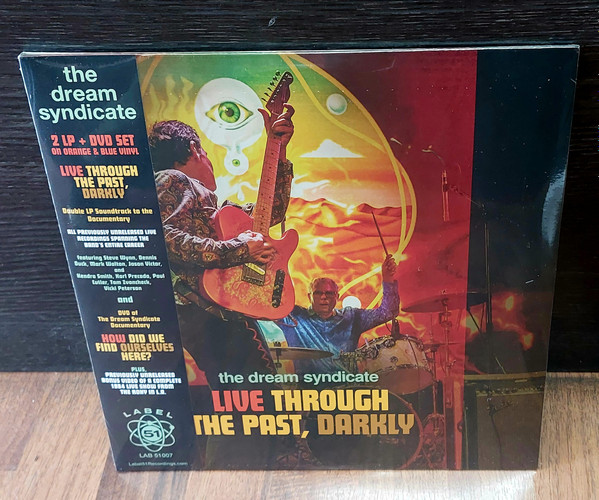 the
dream
syndicate
2 LP + DVD SET
ON ORANGE & BLUE VINYL
LIVE THROUGH
THE PAST,
DARKLY
Double LP Soundtrack to the
Documentary
ALL PREVIOUSLY UNRELEASED LIVE
RECORDINGS SPANNING THE
BAND'S ENTIRE CAREER
featuring Steve Wynn, Dennis
Duck, Mark Walton, Jason Victor,
and
Kendra Smith, Karl Precoda, Paul
Cutler, Tom Zvoncheck,
Vicki Peterson
and
DVD of
The Dream Syndicate
Documentary
HOW DID WE
FIND OURSELVES
HERE?
PLUS,
PREVIOUSLY UNRELEASED
BONUS VIDEO OF A COMPLETE
1984 LIVE SHOW FROM
THE ROXY IN L.A.
LABEL
51
LAB 51007
Label51Recordings.com
the dream syndicate
LIVE THROUGH
THE PAST, DARKLY